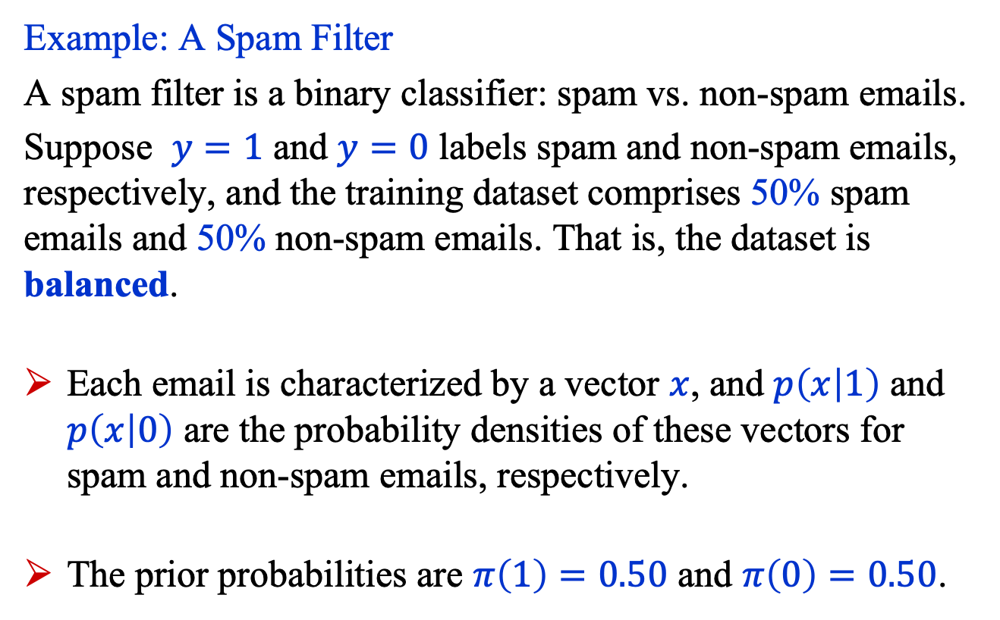 Example: A Spam Filter
A spam filter is a binary classifier: spam vs. non-spam emails.
Suppose y = 1 and y = 0 labels spam and non-spam emails,
respectively, and the training dataset comprises 50% spam
emails and 50% non-spam emails. That is, the dataset is
balanced.
➢ Each email is characterized by a vector x, and p(x|1) and
p(x|0) are the probability densities of these vectors for
spam and non-spam emails, respectively.
➢ The prior probabilities are π(1) = 0.50 and π(0) = 0.50.